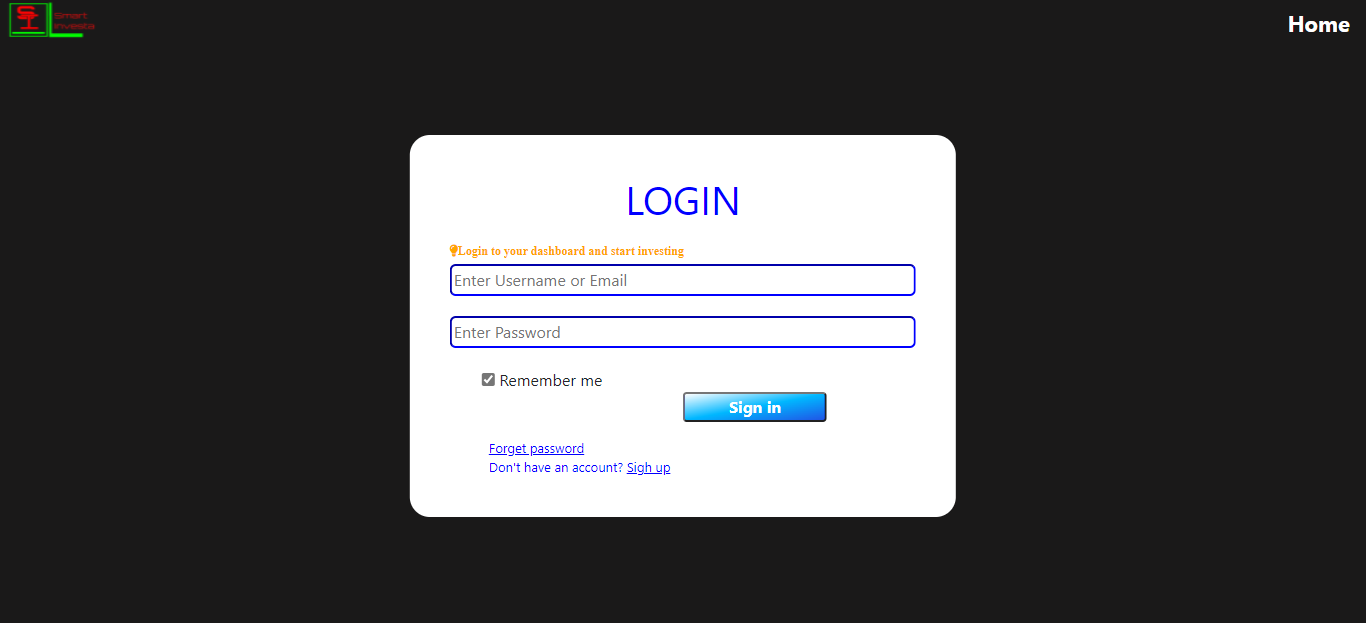 SI
Smart
Investa
Home
LOGIN
Login to your dashboard and start investing
Enter Username or Email
Enter Password
Remember me
Sign in
Forget password
Don't have an account? Sigh up